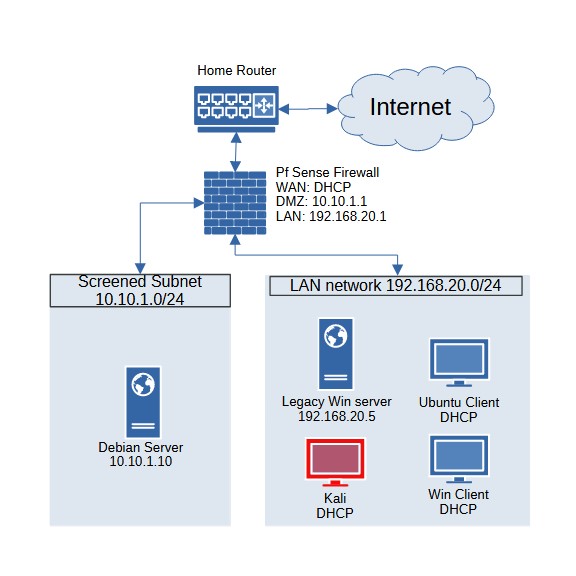 Home Router
Internet
Pf Sense Firewall
WAN: DHCP
DMZ: 10.10.1.1
LAN: 192.168.20.1
Screened Subnet
10.10.1.0/24
Debian Server
10.10.1.10
LAN network 192.168.20.0/24
Legacy Win server
192.168.20.5
Ubuntu Client
DHCP
Kali
DHCP
Win Client
DHCP